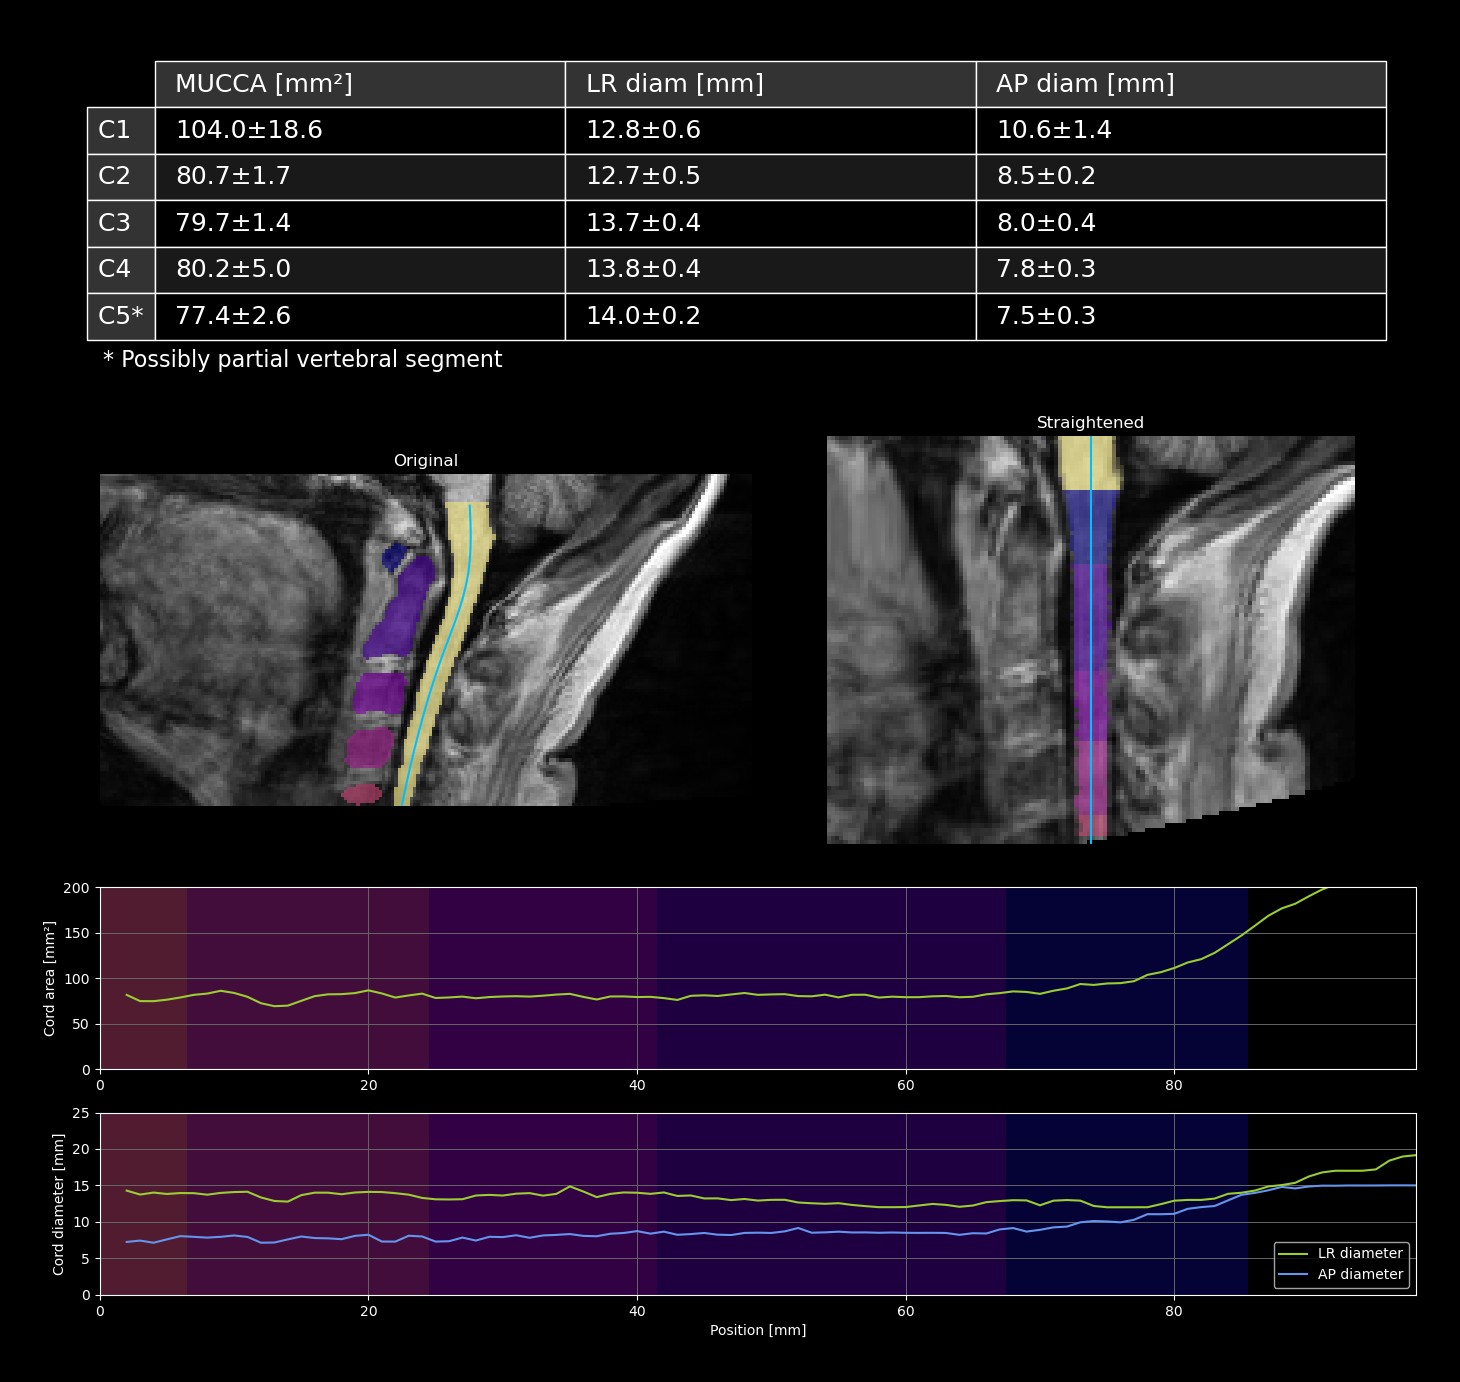 MUCCA [mm²] LR diam [mm] AP diam [mm]
C1 104.0±18.6 12.8±0.6 10.6±1.4
C2 80.7±1.7 12.7±0.5 8.5±0.2
C3 79.7±1.4 13.7±0.4 8.0±0.4
C4 80.2±5.0 13.8±0.4 7.8±0.3
C5* 77.4±2.6 14.0±0.2 7.5±0.3
* Possibly partial vertebral segment
Original
Straightened
Cord area [mm²]
200
150
100
50
0
0 20 40 60 80
Cord diameter [mm]
25
20
15
10
5
0
LR diameter
AP diameter
0 20 40 60 80
Position [mm]